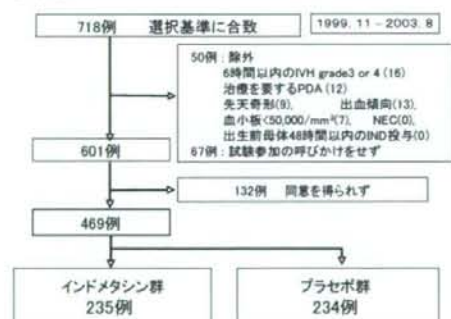 718例 選択基準に合致
1999.11-2003.8
50例:除外
6時間以内のIVH grade3 or 4(16)
治療を要するPDA(12)
先天奇形(9), 出血傾向(13),
血小板<50,000/mm³(7), NEC(0),
出生前母体48時間以内のIND投与(0)
67例:試験参加の呼びかけをせず
601例
132例 同意を得られず
469例
インドメタシン群
235例
プラセボ群
234例